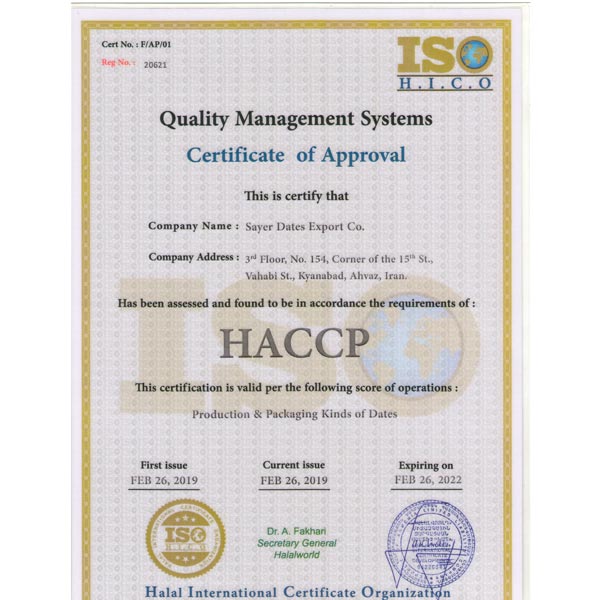 Cert No. : F/AP/01
Reg No. : 20621
ISO
H.I.C.O
Quality Management Systems
Certificate of Approval
This is certify that
Company Name : Sayer Dates Export Co.
Company Address : 3rd Floor, No. 154, Corner of the 15th St.,
Vahabi St., Kyanabad, Ahvaz, Iran.
Has been assessed and found to be in accordance the requirements of :
ISO
HACCP
This certification is valid per the following score of operations :
Production & Packaging Kinds of Dates
First issue Current issue Expiring on
FEB 26, 2019 FEB 26, 2019 FEB 26, 2022
ISO
H.I.C.O
Dr. A. Fakhari
Secretary General
Halalworld
Halal International Certificate Organization